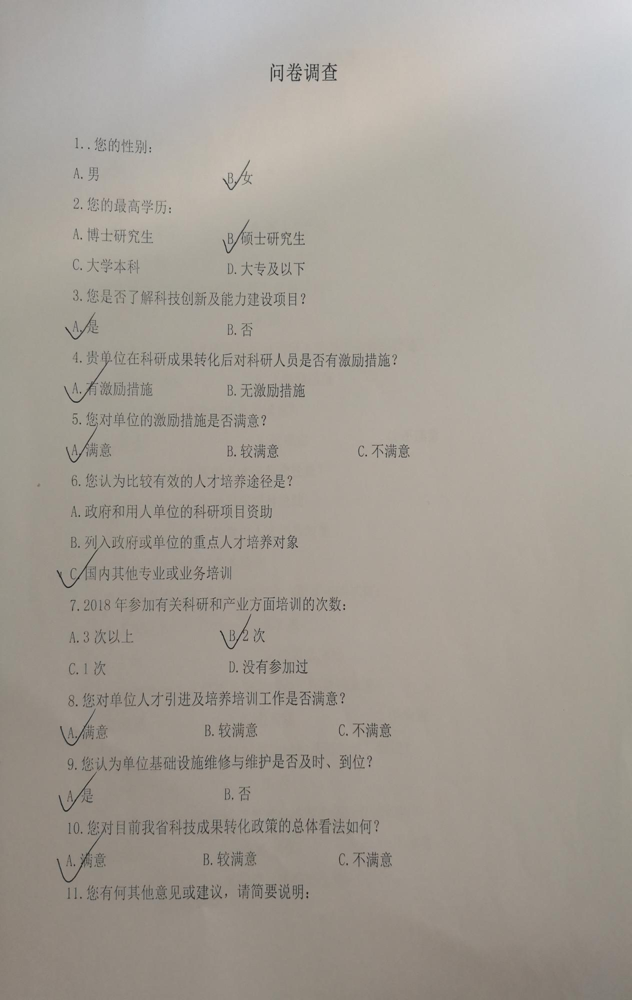 问卷调查
1..您的性别:
A.男 B.女
2.您的最高学历:
A.博士研究生 B.硕士研究生
C.大学本科 D.大专及以下
3.您是否了解科技创新及能力建设项目?
A.是 B.否
4.贵单位在科研成果转化后对科研人员是否有激励措施?
A.有激励措施 B.无激励措施
5.您对单位的激励措施是否满意?
A.满意 B.较满意 C.不满意
6.您认为比较有效的人才培养途径是?
A.政府和用人单位的科研项目资助
B.列入政府或单位的重点人才培养对象
C.国内其他专业或业务培训
7.2018 年参加有关科研和产业方面培训的次数:
A.3 次以上 B.2 次
C.1 次 D.没有参加过
8.您对单位人才引进及培养培训工作是否满意?
A.满意 B.较满意 C.不满意
9.您认为单位基础设施维修与维护是否及时、到位?
A.是 B.否
10.您对目前我省科技成果转化政策的总体看法如何?
A.满意 B.较满意 C.不满意
11.您有何其他意见或建议，请简要说明: